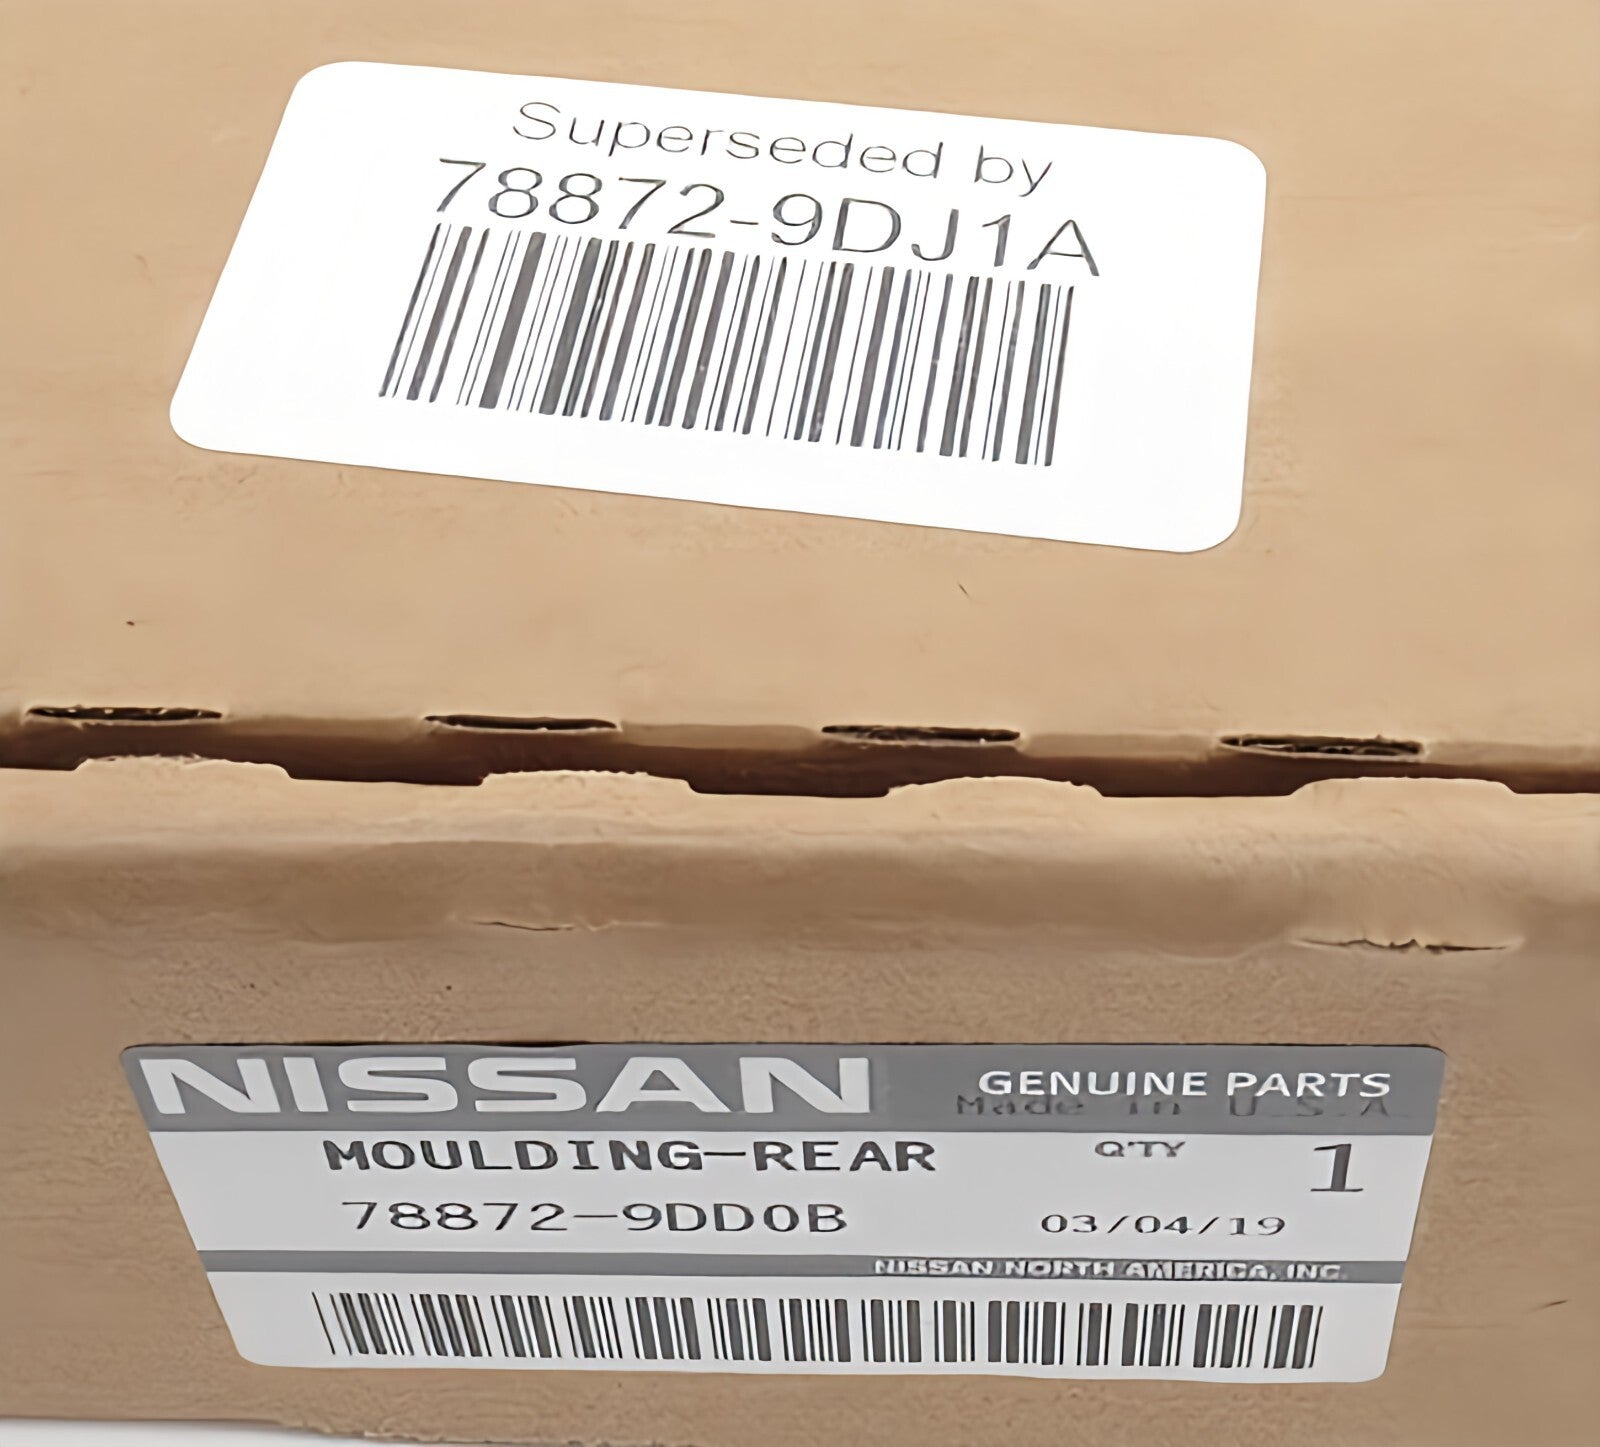 Superseded by
78872-9DJ1A
NISSAN GENUINE PARTS
Made in U.S.A.
MOULDING-REAR Q'TY 1
78872-9DD0B 03/04/19
NISSAN NORTH AMERICA, INC.